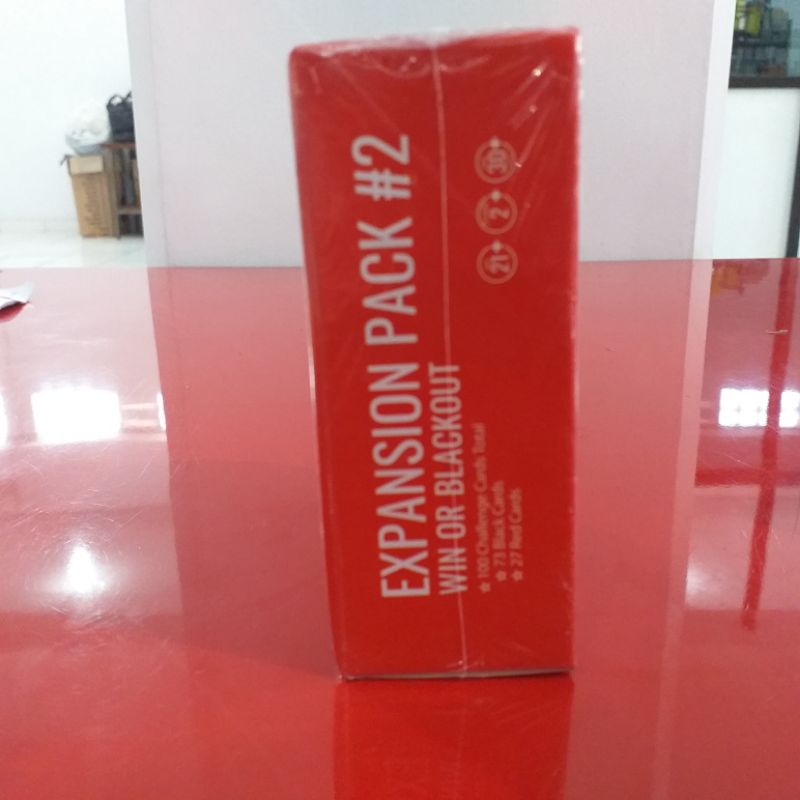 EXPANSION PACK #2
WIN OR BLACKOUT
☆ 100 Challenge Cards Total
☆ 73 Black Cards
☆ 27 Red Cards
21+
2+
30+